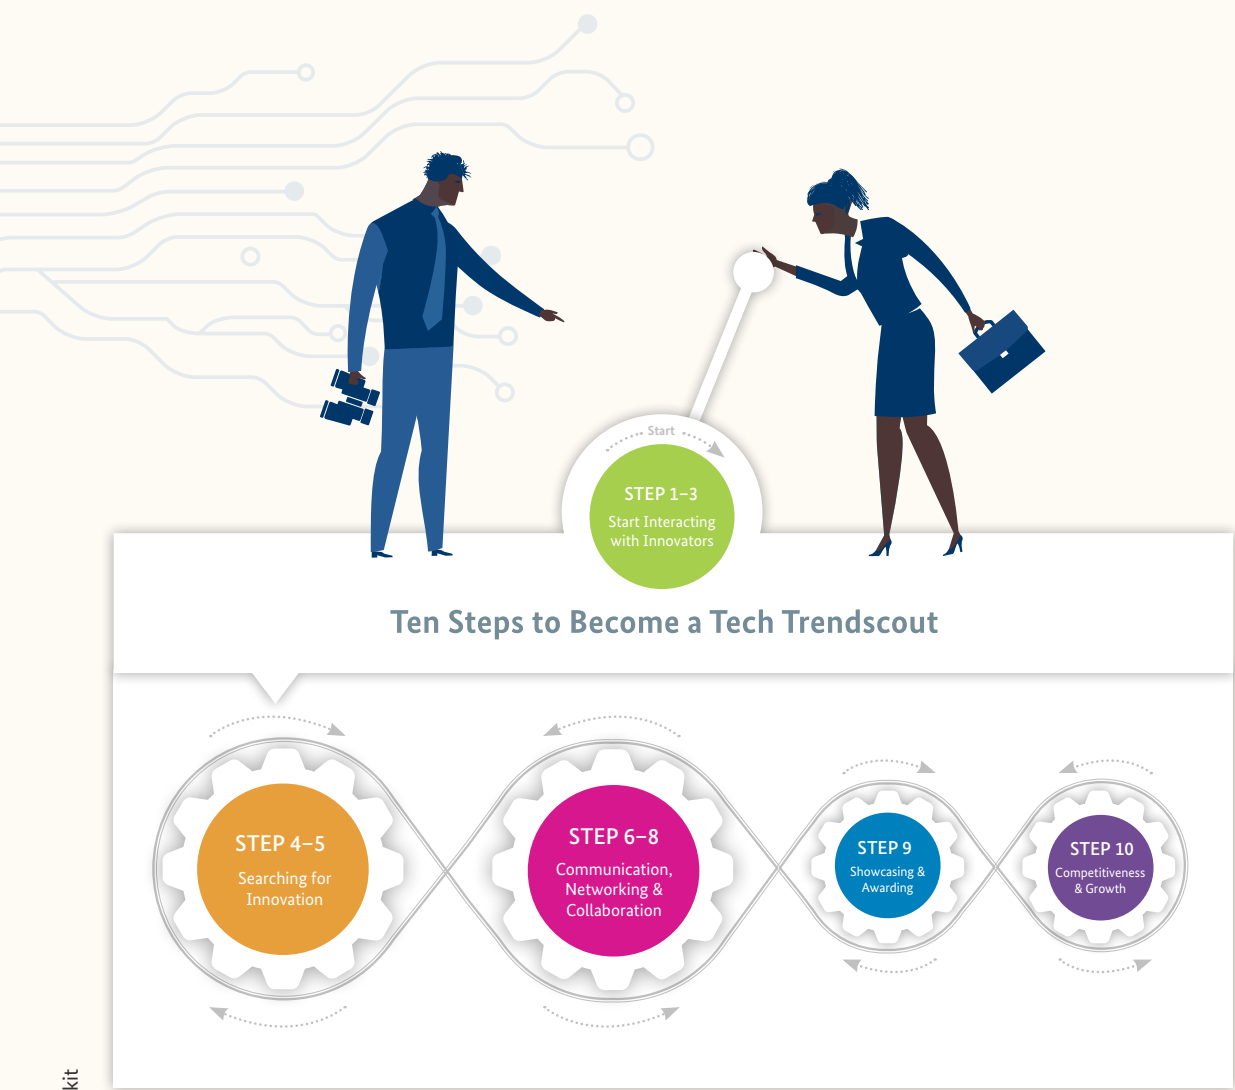 Start
STEP 1–3
Start Interacting
with Innovators
Ten Steps to Become a Tech Trendscout
STEP 4–5
Searching for
Innovation
STEP 6–8
Communication,
Networking &
Collaboration
STEP 9
Showcasing &
Awarding
STEP 10
Competitiveness
& Growth
kit